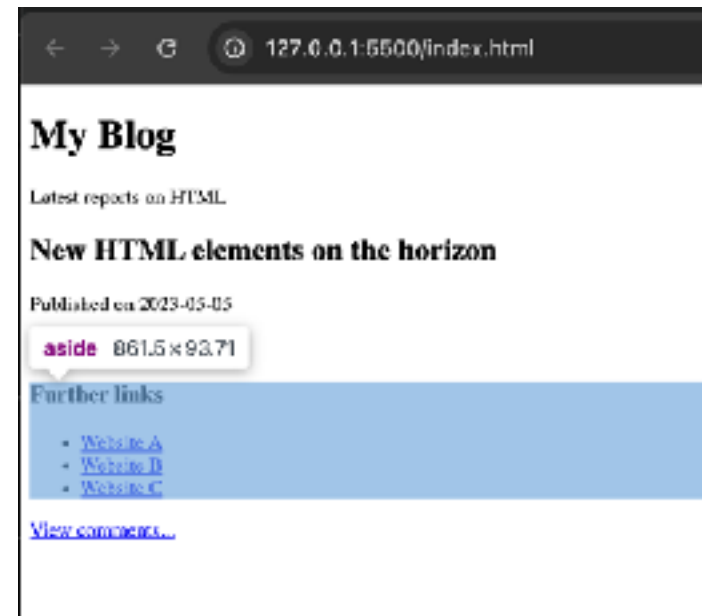 127.0.0.1:5500/index.html
My Blog
Latest reports on HTML
New HTML elements on the horizon
Published on 2023-05-05
aside 861.5 × 93.71
Further links
Website A
Website B
Website C
View comments...